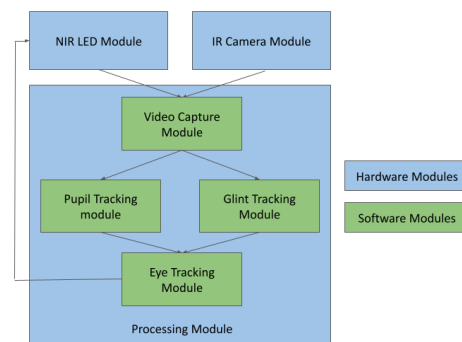 NIR LED Module
IR Camera Module
Video Capture
Module
Pupil Tracking
module
Glint Tracking
Module
Eye Tracking
Module
Processing Module
Hardware Modules
Software Modules